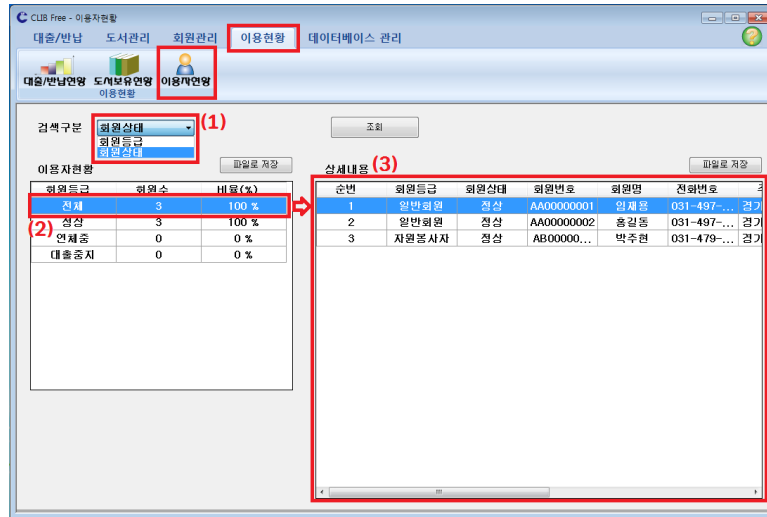 CLIB Free - 이용자현황
대출/반납 도서관리 회원관리 이용현황 데이터베이스 관리
대출/반납현황 도서보유현황 이용자현황
이용현황
검색구분 회원상태 (1) 조회
회원등급
회원상태
이용자현황 파일로 저장 상세내용 (3) 파일로 저장
회원등급 회원수 비율(%) 순번 회원등급 회원상태 회원번호 회원명 전화번호
전체 3 100 % 1 일반회원 정상 AA00000001 임재용 031-497-... 경기
(2) 정상 3 100 % 2 일반회원 정상 AA00000002 홍길동 031-497-... 경기
연체중 0 0 % 3 자원봉사자 정상 AB00000... 박주현 031-479-... 경기
대출중지 0 0 %